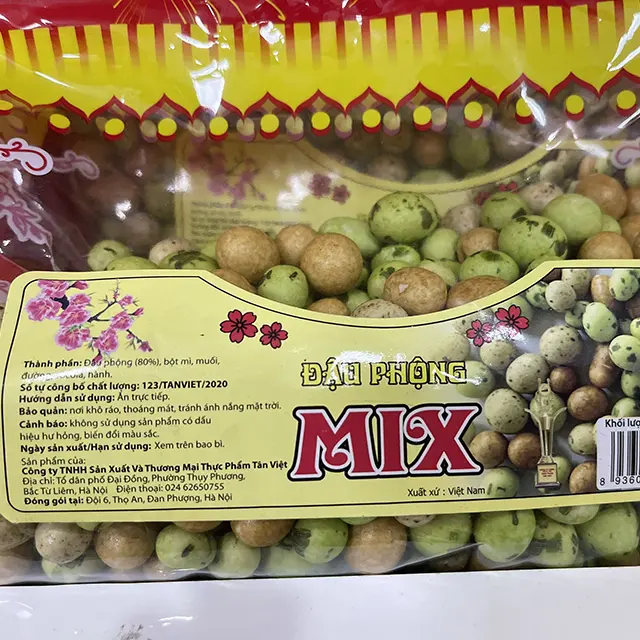 Thành phần: Đậu phộng (80%), bột mì, muối,
đường, hành.
Số tự công bố chất lượng: 123/TANVIET/2020
Hướng dẫn sử dụng: Ăn trực tiếp.
Bảo quản: nơi khô ráo, thoáng mát, tránh ánh nắng mặt trời.
Cảnh báo: không sử dụng sản phẩm có dấu
hiệu hư hỏng, biến đổi màu sắc.
Ngày sản xuất/Hạn sử dụng: Xem trên bao bì.
Sản phẩm của:
Công ty TNHH Sản Xuất Và Thương Mại Thực Phẩm Tân Việt
Địa chỉ: Tổ dân phố Đại Đồng, Phường Thụy Phương,
Bắc Từ Liêm, Hà Nội Điện thoại: 024 62650755
Đóng gói tại: Đội 6, Thọ An, Đan Phượng, Hà Nội
ĐẬU PHỘNG
MIX
Xuất xứ : Việt Nam
Khối
8 9360